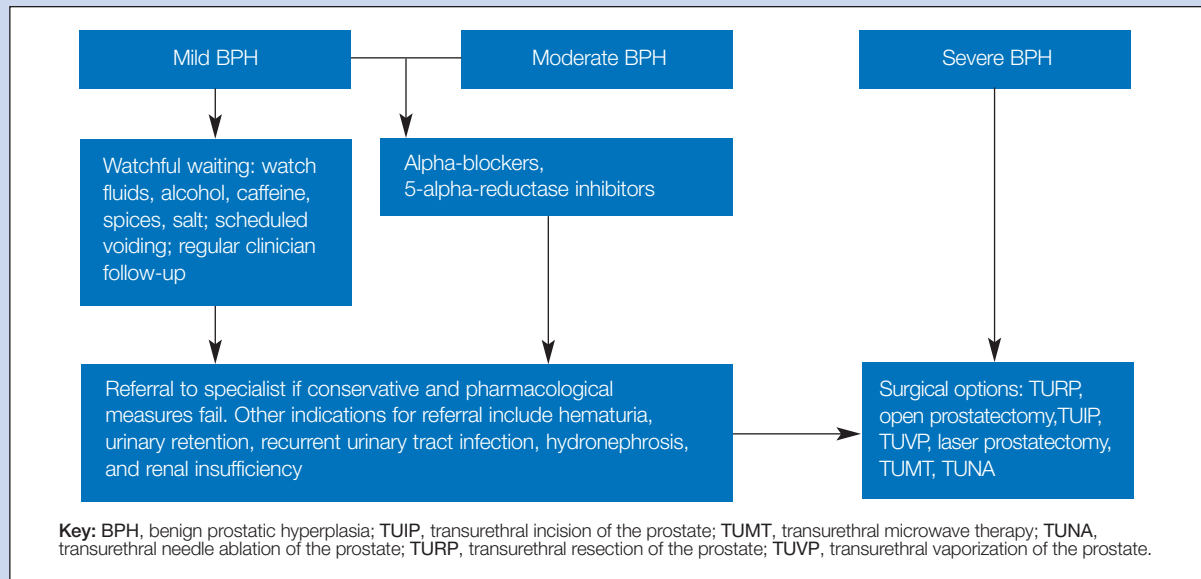 Mild BPH
Moderate BPH
Severe BPH
Watchful waiting: watch
fluids, alcohol, caffeine,
spices, salt; scheduled
voiding; regular clinician
follow-up
Alpha-blockers,
5-alpha-reductase inhibitors
Referral to specialist if conservative and pharmacological
measures fail. Other indications for referral include hematuria,
urinary retention, recurrent urinary tract infection, hydronephrosis,
and renal insufficiency
Surgical options: TURP,
open prostatectomy,TUIP,
TUVP, laser prostatectomy,
TUMT, TUNA
Key: BPH, benign prostatic hyperplasia; TUIP, transurethral incision of the prostate; TUMT, transurethral microwave therapy; TUNA,
transurethral needle ablation of the prostate; TURP, transurethral resection of the prostate; TUVP, transurethral vaporization of the prostate.